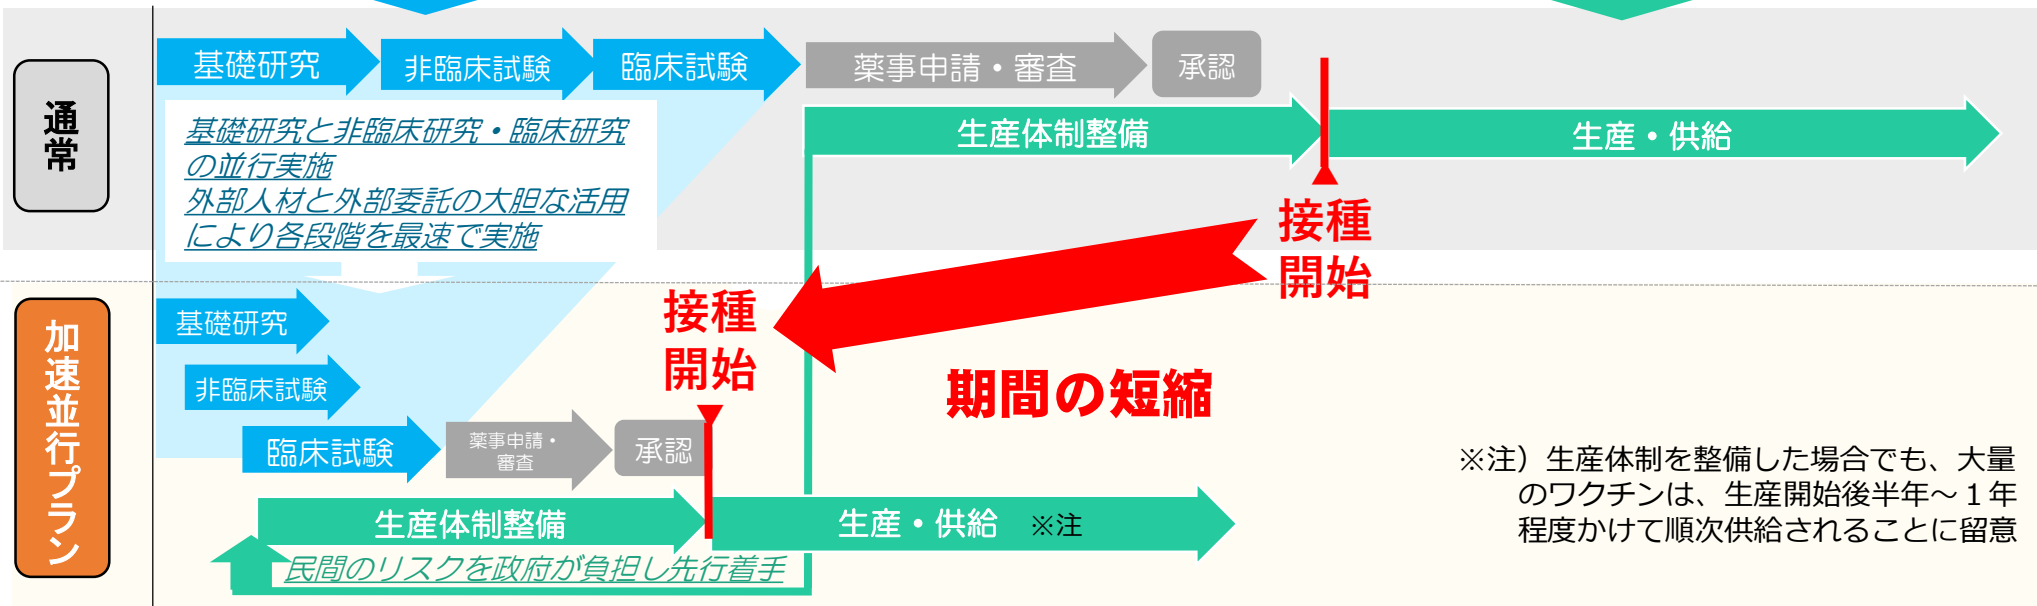 通常
基礎研究
非臨床試験
臨床試験
薬事申請・審査
承認
生産体制整備
生産・供給
基礎研究と非臨床研究・臨床研究
の並行実施
外部人材と外部委託の大胆な活用
により各段階を最速で実施
接種
開始
加速並行プラン
基礎研究
非臨床試験
臨床試験
薬事申請・
審査
承認
接種
開始
期間の短縮
生産体制整備
生産・供給 ※注
民間のリスクを政府が負担し先行着手
※注）生産体制を整備した場合でも、大量
のワクチンは、生産開始後半年～１年
程度かけて順次供給されることに留意